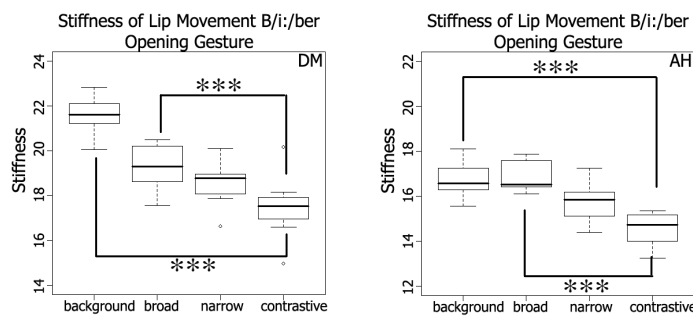 Stiffness of Lip Movement B/i:/ber
Opening Gesture
DM
***
***
Stiffness
24
22
20
18
16
14
background broad narrow contrastive
Stiffness of Lip Movement B/i:/ber
Opening Gesture
AH
***
***
Stiffness
22
20
18
16
14
12
background broad narrow contrastive